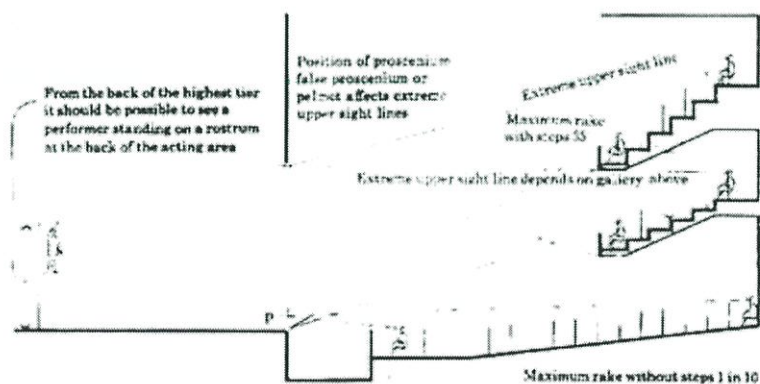 From the back of the highest tier
it should be possible to see a
performer standing on a rostrum
at the back of the acting area
Position of proscenium
false proscenium or
pelmet affects extreme
upper sight lines
Extreme upper sight line
Maximum rake
with steps 35
Extreme upper sight line depends on gallery above
P
Maximum rake without steps 1 in 10